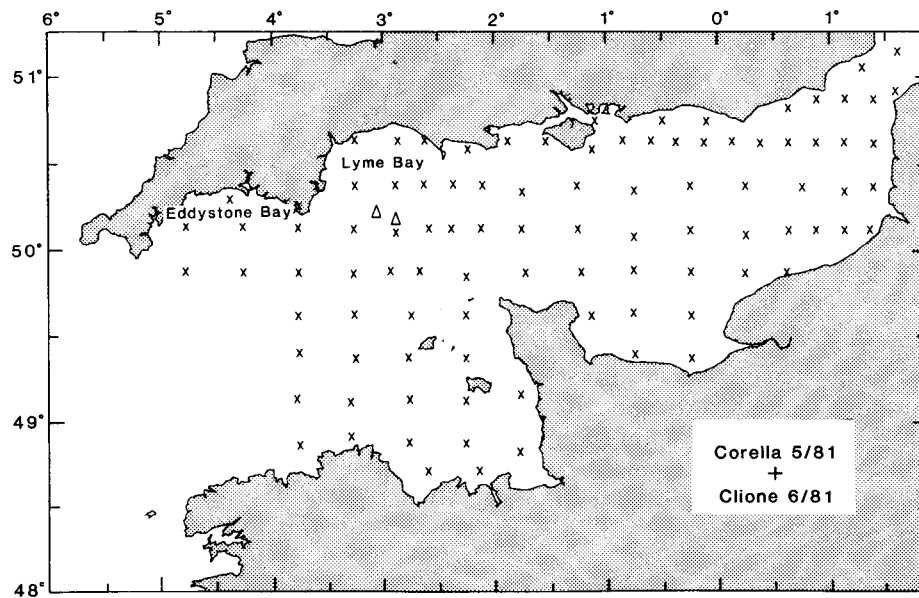 6° 5° 4° 3° 2° 1° 0° 1°
51°
Lyme Bay
Eddystone Bay
50°
49°
Corella 5/81
+
Clione 6/81
48°